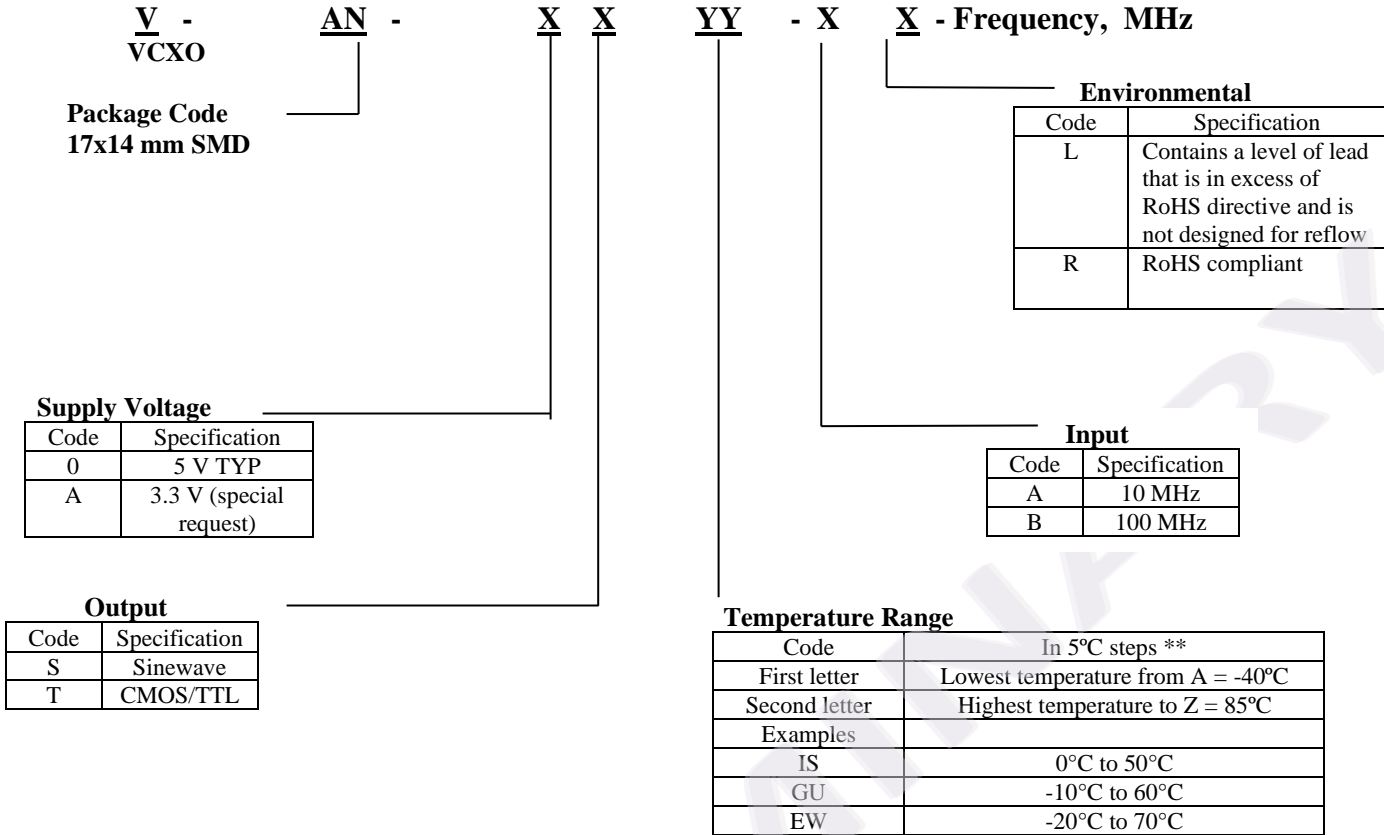 V - AN - X X YY - X X - Frequency, MHz
VCXO
Package Code
17x14 mm SMD
Environmental
Code Specification
L Contains a level of lead
that is in excess of
RoHS directive and is
not designed for reflow
R RoHS compliant
Supply Voltage
Code Specification
0 5 V TYP
A 3.3 V (special
request)
Input
Code Specification
A 10 MHz
B 100 MHz
Output
Code Specification
S Sinewave
T CMOS/TTL
Temperature Range
Code In 5ºC steps **
First letter Lowest temperature from A = -40ºC
Second letter Highest temperature to Z = 85ºC
Examples
IS 0°C to 50°C
GU -10°C to 60°C
EW -20°C to 70°C